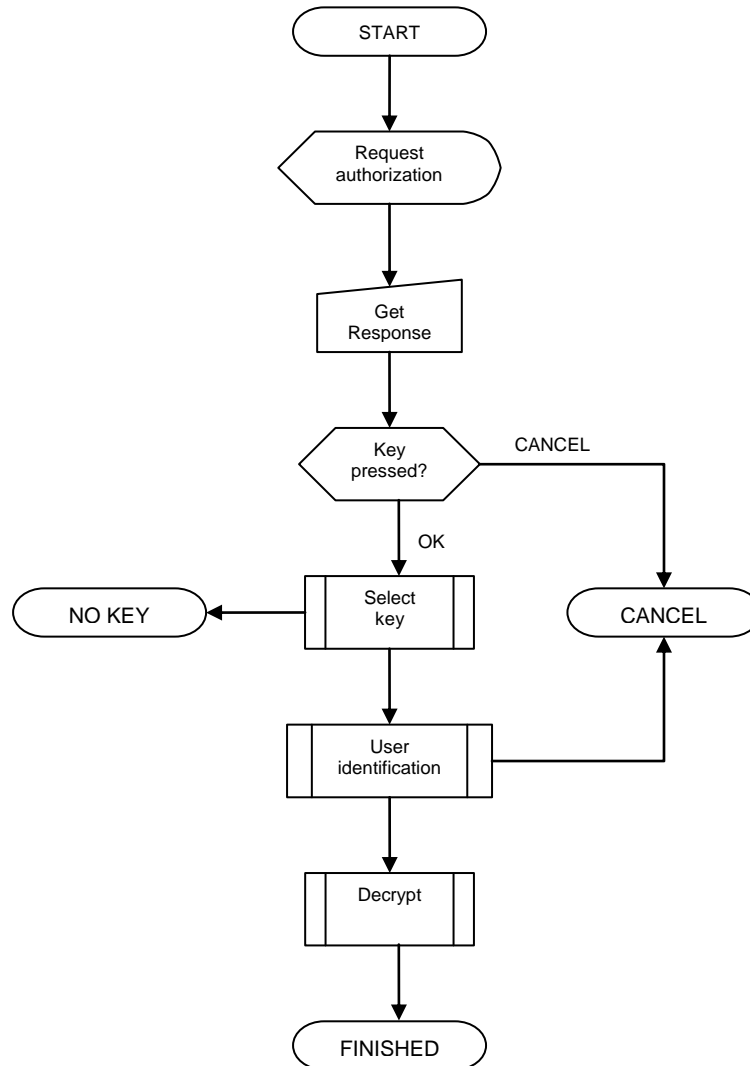 START
Request
authorization
Get
Response
Key
pressed?
CANCEL
OK
Select
key
NO KEY
CANCEL
User
identification
Decrypt
FINISHED